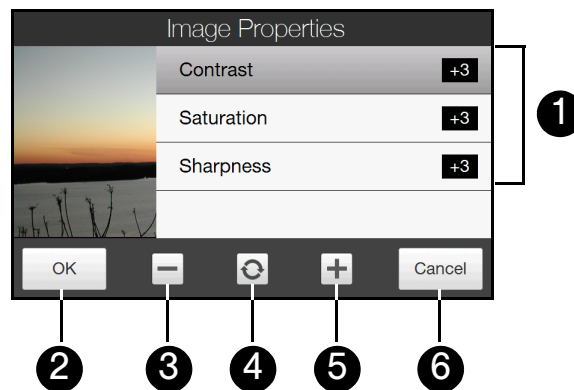 Image Properties
Contrast +3
Saturation +3
Sharpness +3
1
OK Cancel
2 3 4 5 6